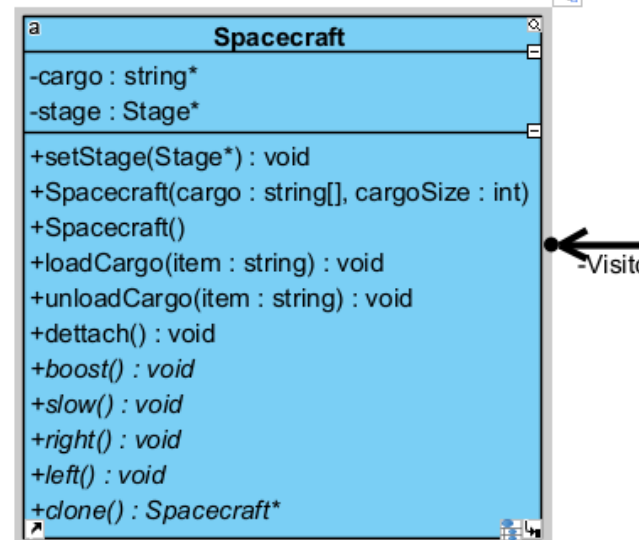 a
Spacecraft
-cargo : string*
-stage : Stage*
+setStage(Stage*) : void
+Spacecraft(cargo : string[], cargoSize : int)
+Spacecraft()
-Visito
+loadCargo(item : string) : void
+unloadCargo(item : string) : void
+dettach() : void
+boost() : void
+slow() : void
+right() : void
+left() : void
+clone() : Spacecraft*